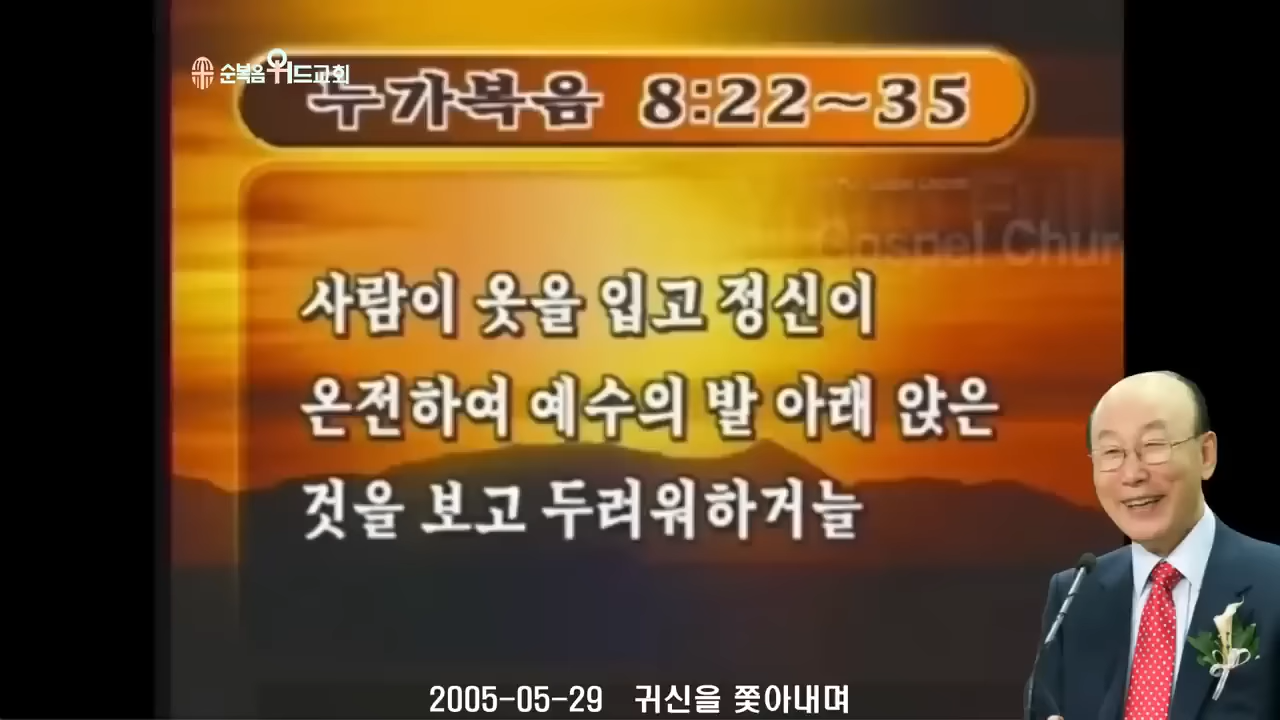 순복음워드교회
누가복음 8:22~35
Full
Gospel Chur
사람이 옷을 입고 정신이
온전하여 예수의 발 아래 앉은
것을 보고 두려워하거늘
2005-05-29 귀신을 쫓아내며